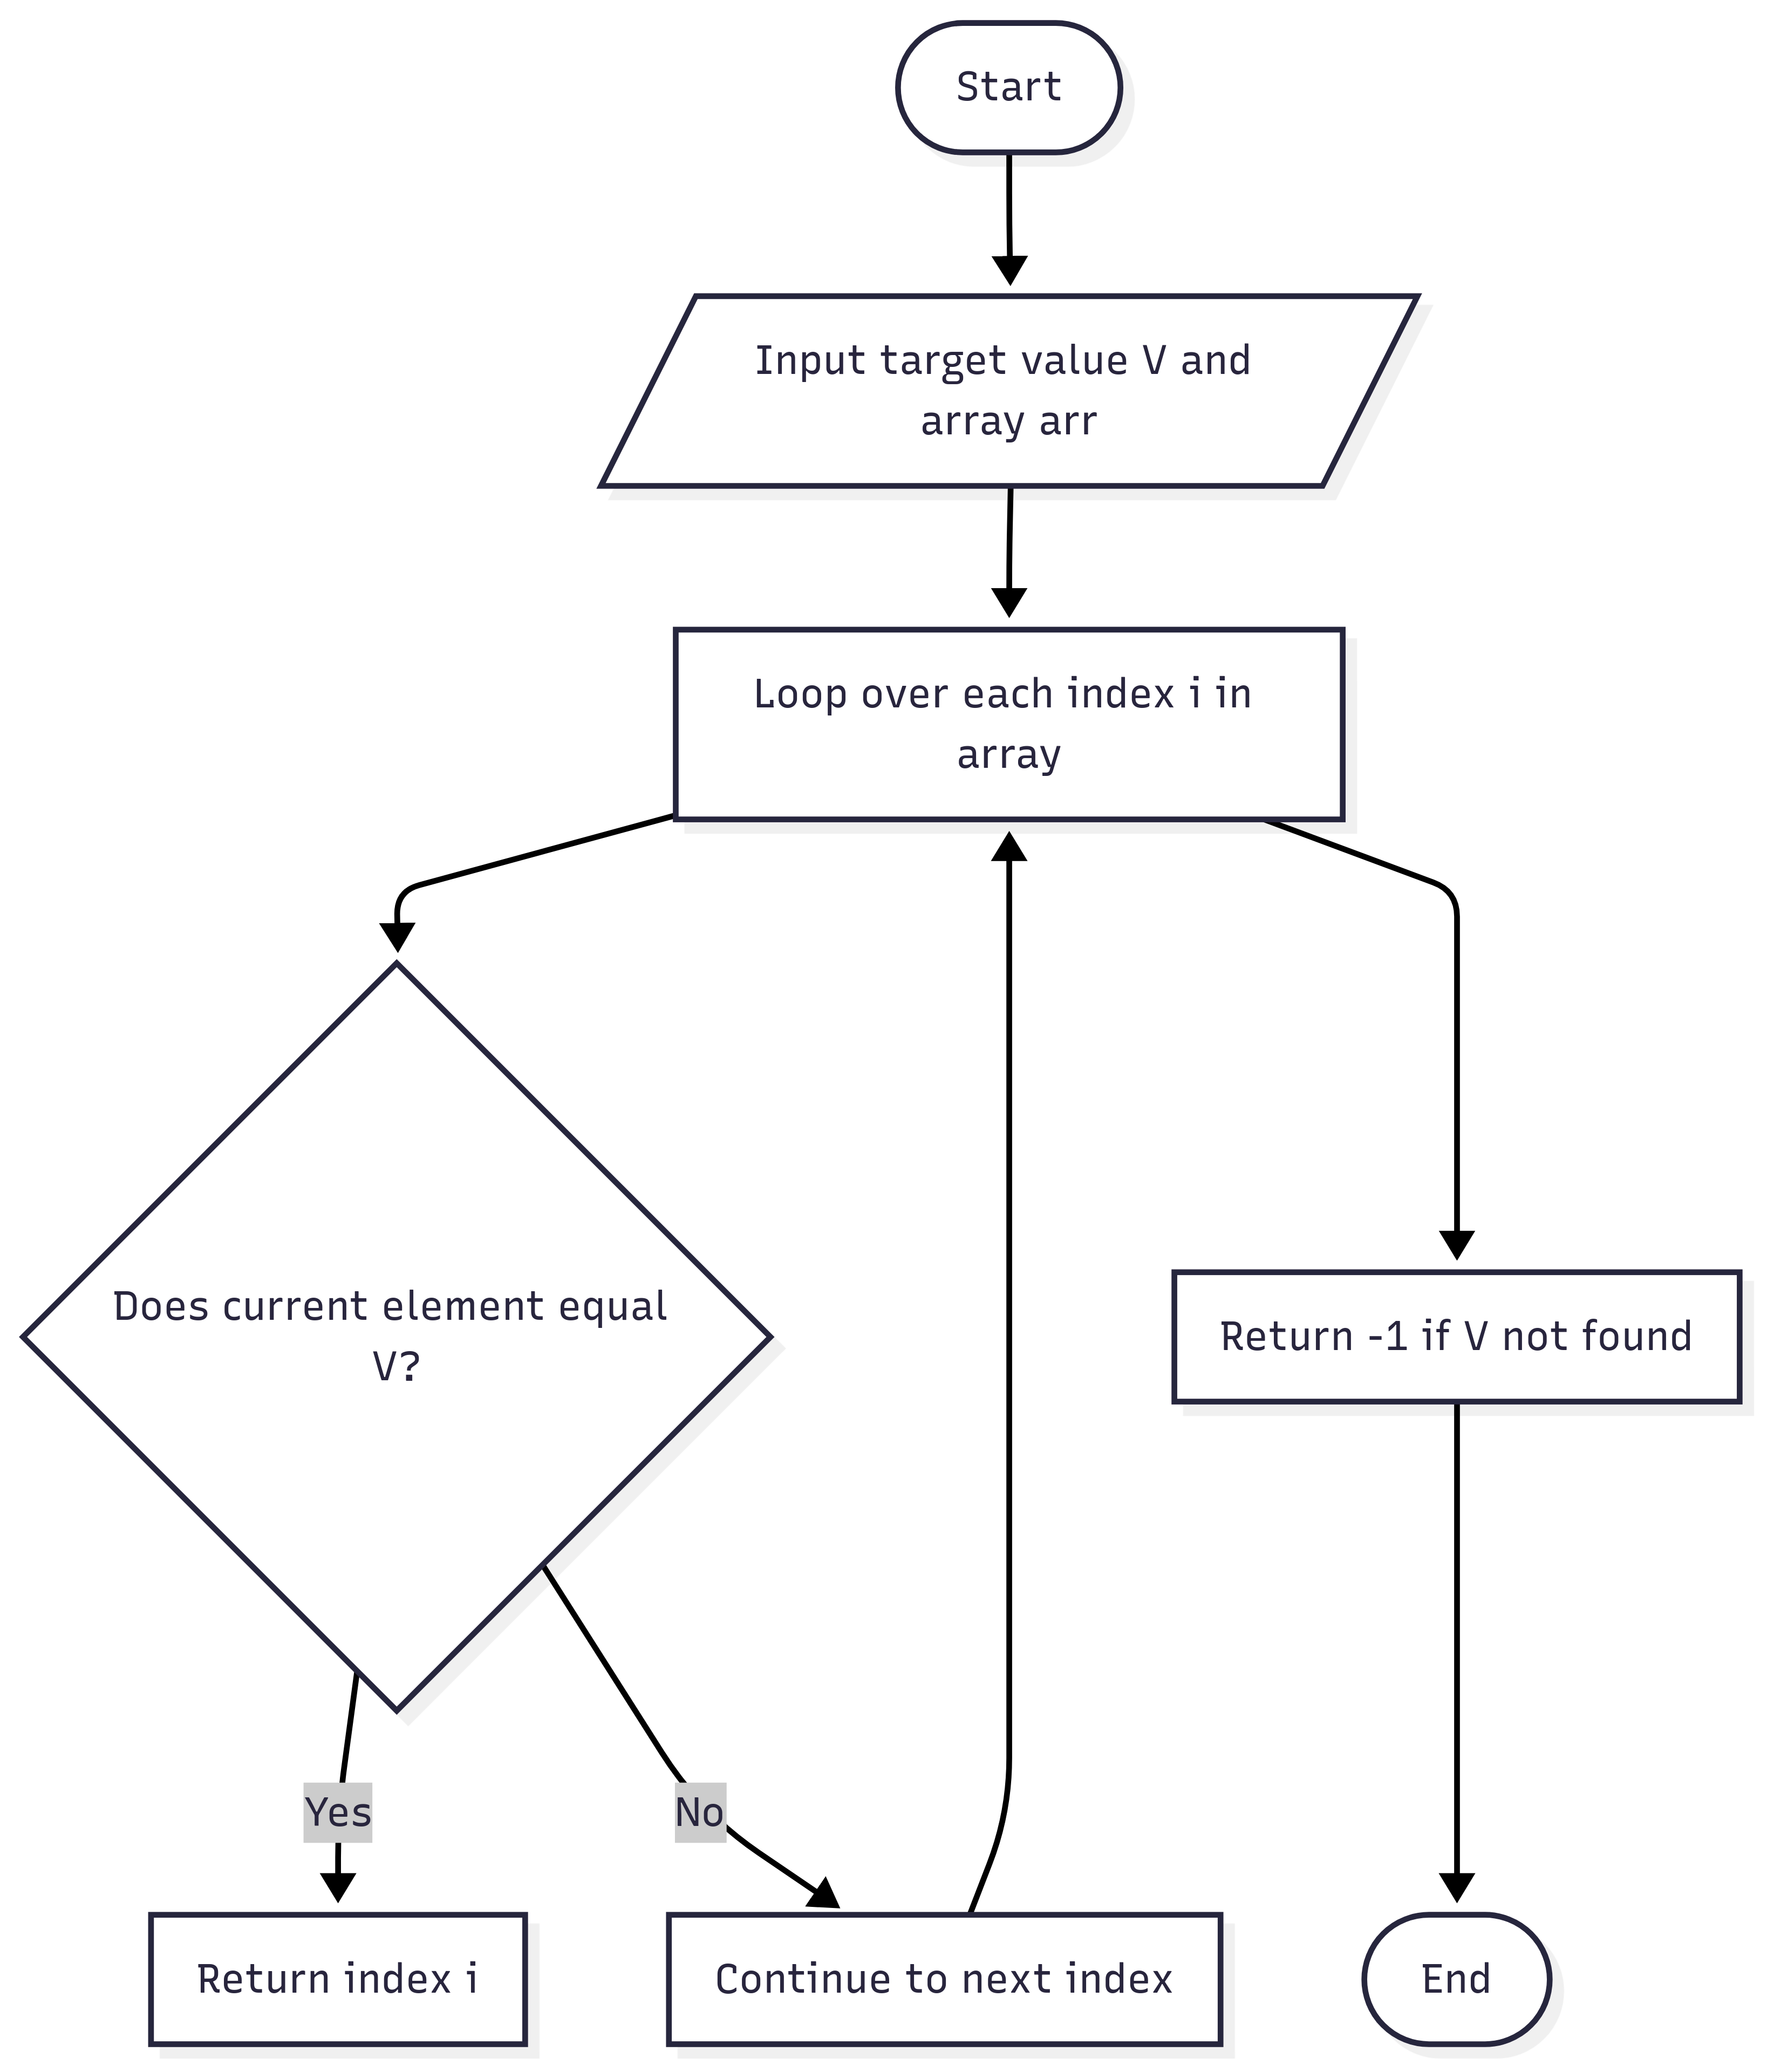 Start
Input target value V and
array arr
Loop over each index i in
array
Does current element equal
V?
Return -1 if V not found
Yes
No
Return index i
Continue to next index
End